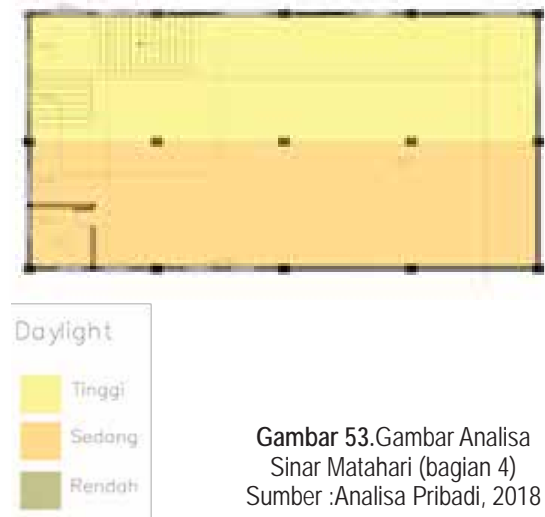 Daylight
Tinggi
Sedang
Rendah
Gambar 53.Gambar Analisa
Sinar Matahari (bagian 4)
Sumber :Analisa Pribadi, 2018